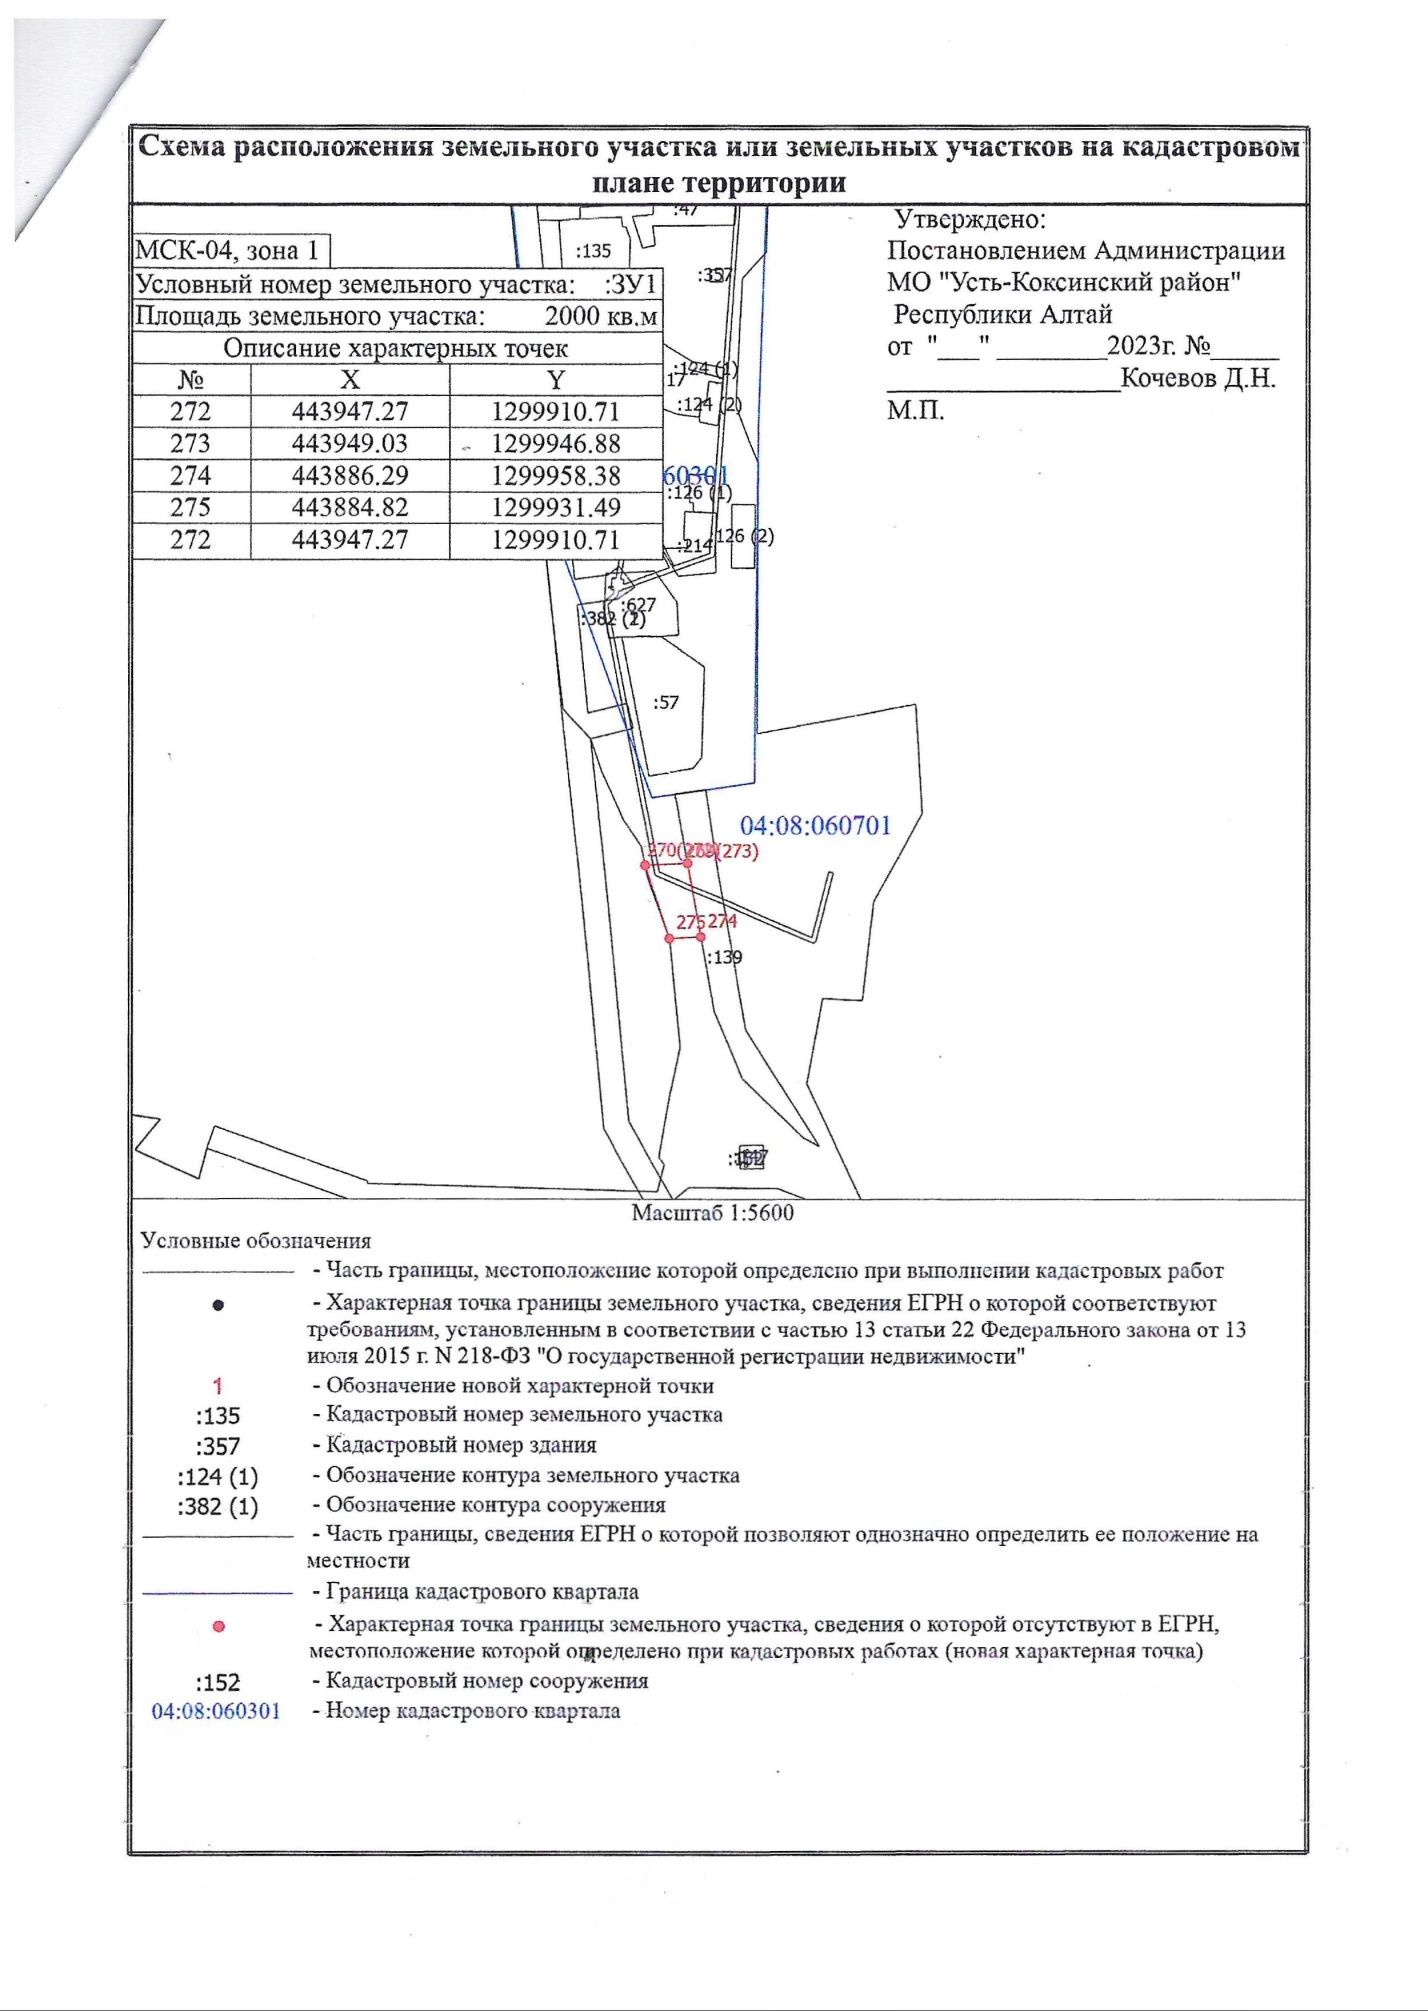 Схема расположения земельного участка или земельных участков на кадастровом
плане территории
Утверждено:
Постановлением Администрации
МО "Усть-Коксинский район"
Республики Алтай
от "___" ________2023г. №_____
_________________Кочевов Д.Н.
М.П.
МСК-04, зона 1
Условный номер земельного участка: :ЗУ1
Площадь земельного участка: 2000 кв.м
Описание характерных точек
№ X Y
272 443947.27 1299910.71
273 443949.03 1299946.88
274 443886.29 1299958.38
275 443884.82 1299931.49
272 443947.27 1299910.71
:47
:135
:357
:124 (1)
17
:124 (2)
60301
:126 (1)
126 (2)
:214
:627
:382
:57
04:08:060701
270(
(273)
275 274
:139
Масштаб 1:5600
Условные обозначения
- Часть границы, местоположение которой определено при выполнении кадастровых работ
- Характерная точка границы земельного участка, сведения ЕГРН о которой соответствуют
требованиям, установленным в соответствии с частью 13 статьи 22 Федерального закона от 13
июля 2015 г. N 218-ФЗ "О государственной регистрации недвижимости"
1 - Обозначение новой характерной точки
:135 - Кадастровый номер земельного участка
:357 - Кадастровый номер здания
:124 (1) - Обозначение контура земельного участка
:382 (1) - Обозначение контура сооружения
- Часть границы, сведения ЕГРН о которой позволяют однозначно определить ее положение на
местности
- Граница кадастрового квартала
- Характерная точка границы земельного участка, сведения о которой отсутствуют в ЕГРН,
местоположение которой определено при кадастровых работах (новая характерная точка)
:152 - Кадастровый номер сооружения
04:08:060301 - Номер кадастрового квартала